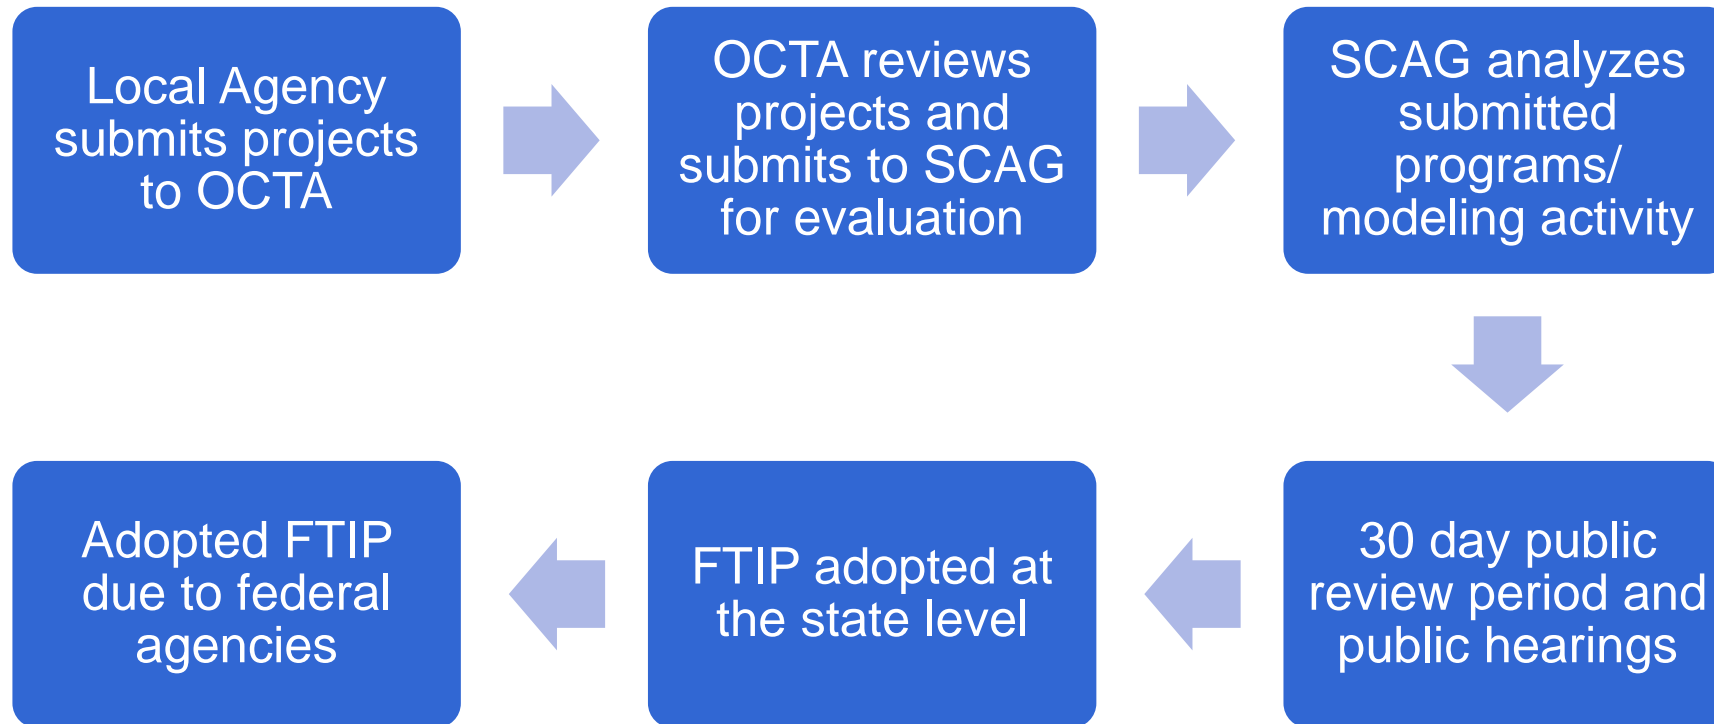 Local Agency
submits projects
to OCTA
OCTA reviews
projects and
submits to SCAG
for evaluation
SCAG analyzes
submitted
programs/
modeling activity
30 day public
review period and
public hearings
FTIP adopted at
the state level
Adopted FTIP
due to federal
agencies